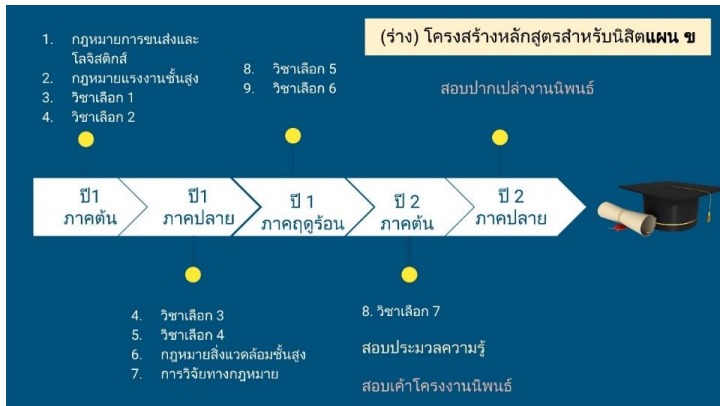 (ร่าง) โครงสร้างหลักสูตรสำหรับนิสิตแผน ข
1. กฎหมายการขนส่งและ
โลจิสติกส์
2. กฎหมายแรงงานชั้นสูง
3. วิชาเลือก 1
4. วิชาเลือก 2
8. วิชาเลือก 5
9. วิชาเลือก 6
สอบปากเปล่างานนิพนธ์
ปี1
ภาคต้น
ปี1
ภาคปลาย
ปี 1
ภาคฤดูร้อน
ปี 2
ภาคต้น
ปี 2
ภาคปลาย
4. วิชาเลือก 3
5. วิชาเลือก 4
6. กฎหมายสิ่งแวดล้อมชั้นสูง
7. การวิจัยทางกฎหมาย
8. วิชาเลือก 7
สอบประมวลความรู้
สอบเค้าโครงงานนิพนธ์